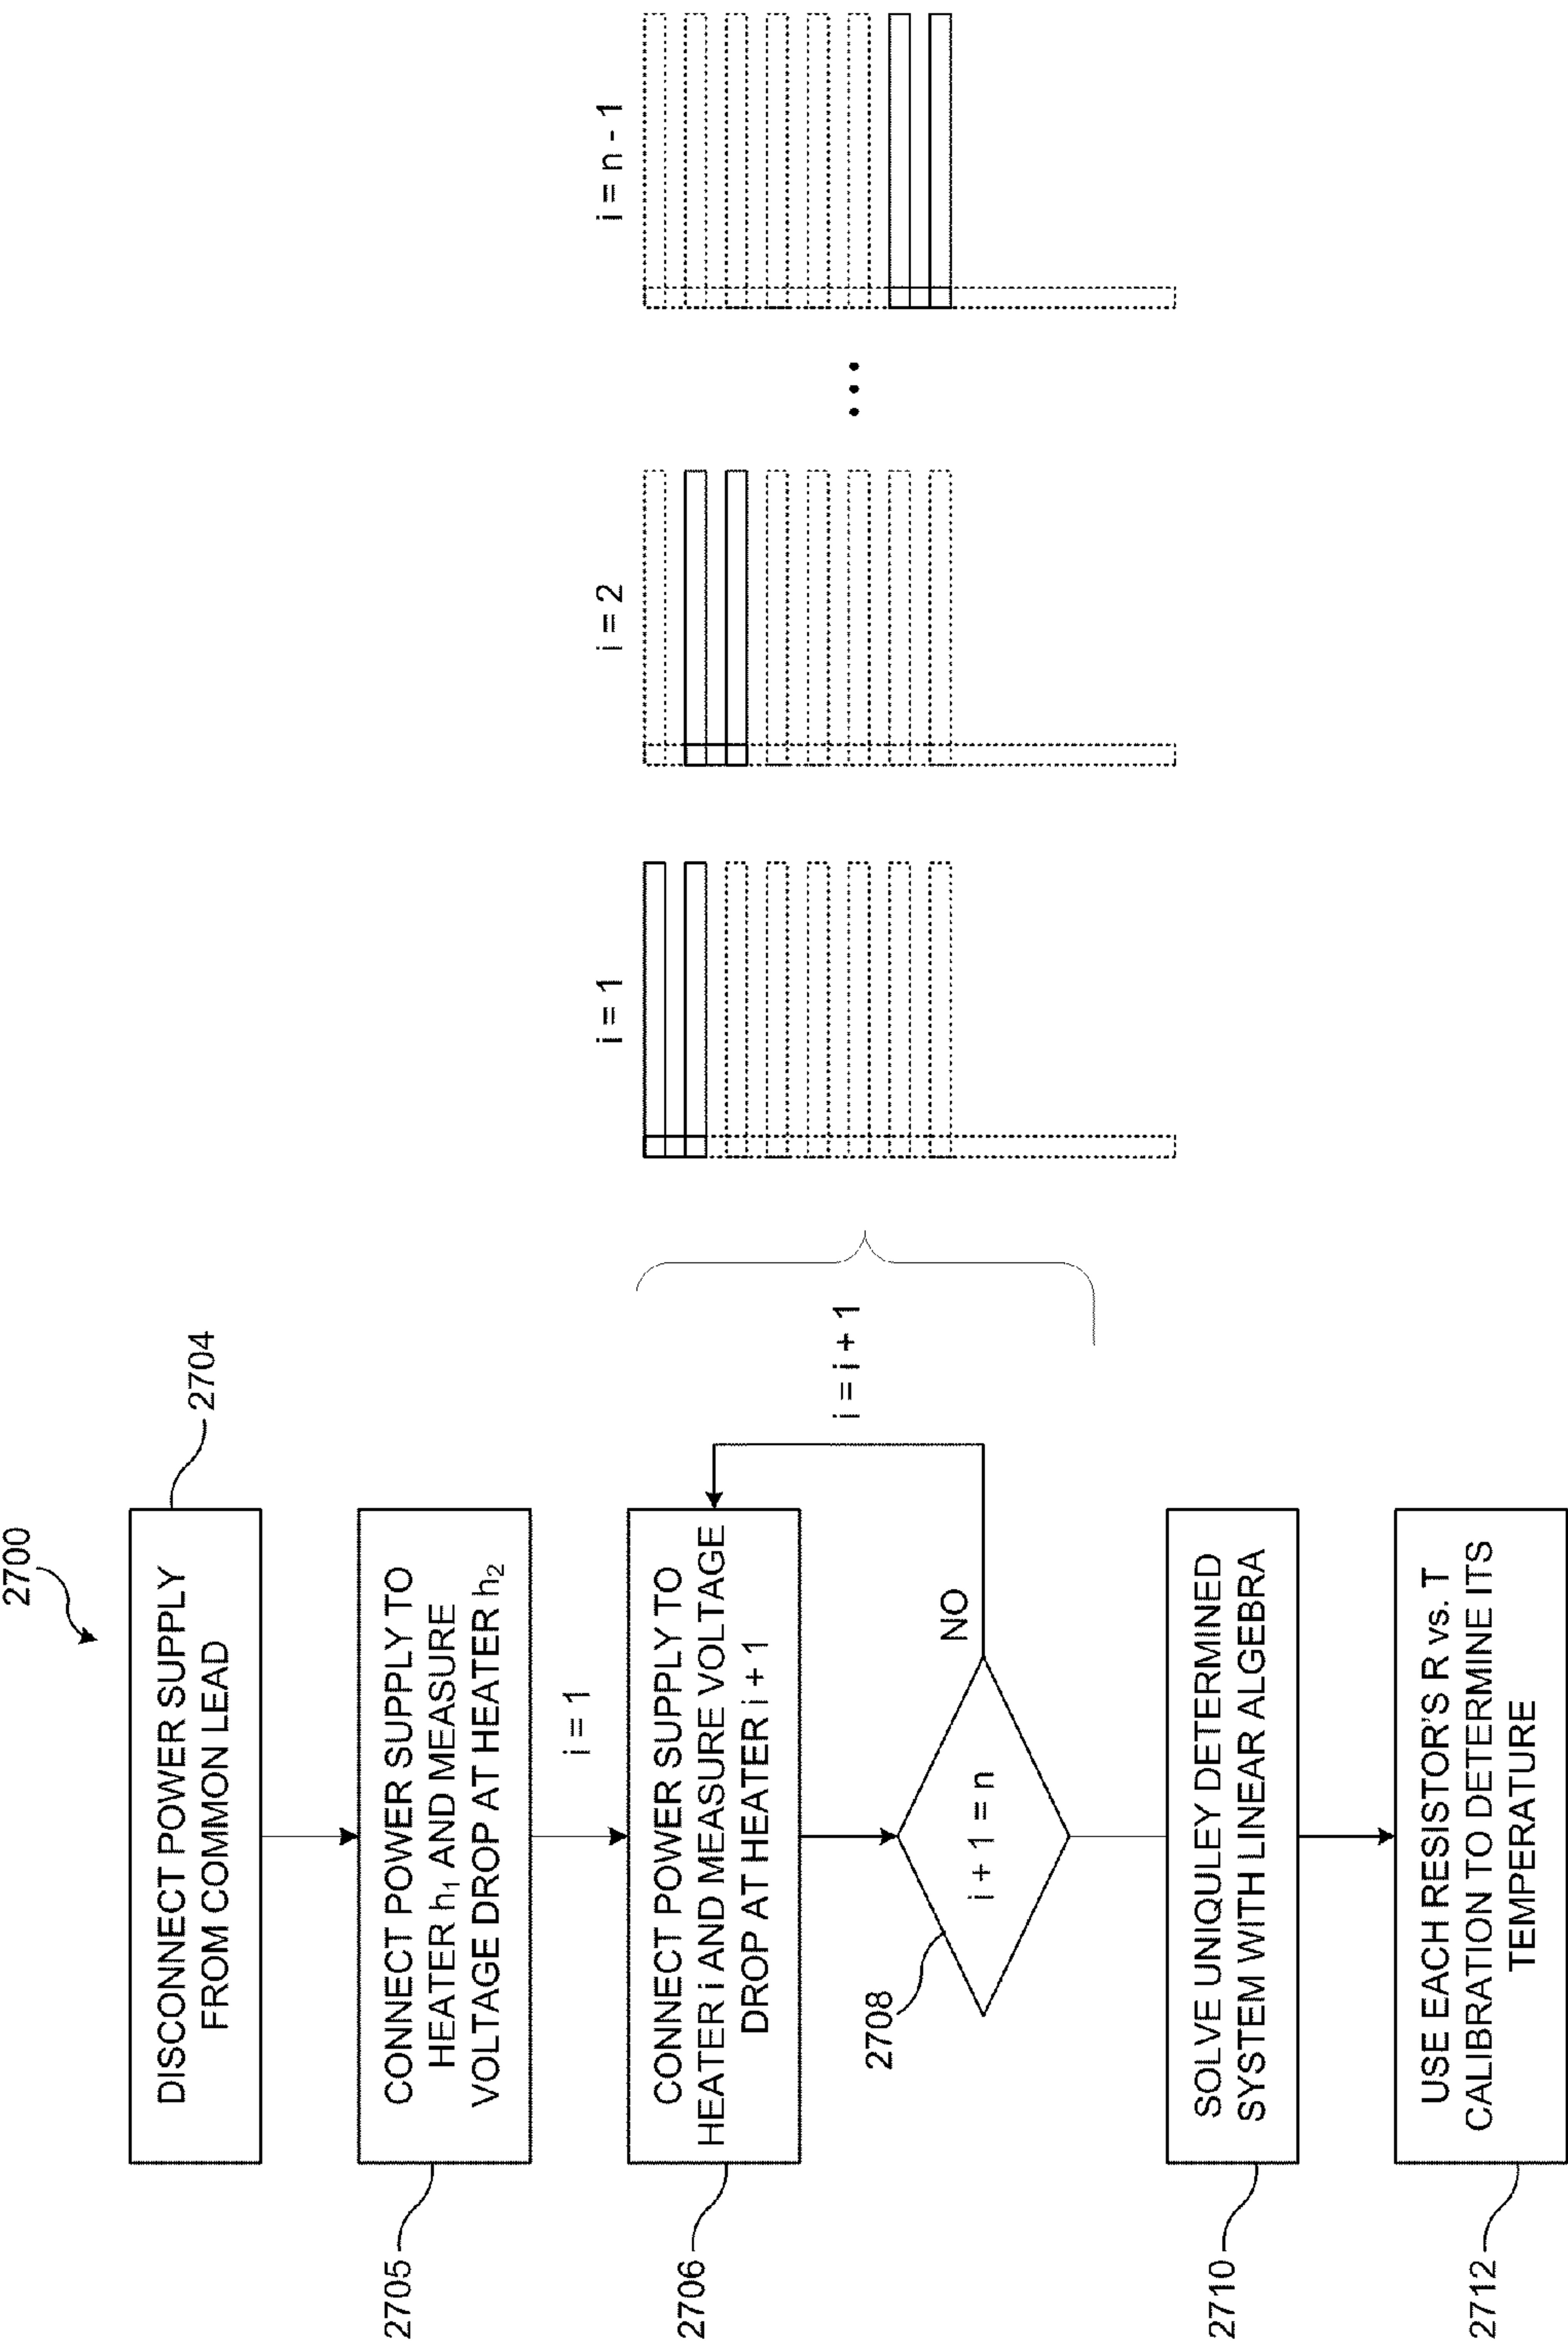 2700
DISCONNECT POWER SUPPLY
FROM COMMON LEAD
2704
CONNECT POWER SUPPLY TO
HEATER h₁ AND MEASURE
VOLTAGE DROP AT HEATER h₂
2705
i = 1
CONNECT POWER SUPPLY TO
HEATER i AND MEASURE VOLTAGE
DROP AT HEATER i + 1
2706
i + 1 = n
2708
NO
i = i + 1
SOLVE UNIQULEY DETERMINED
SYSTEM WITH LINEAR ALGEBRA
2710
USE EACH RESISTOR'S R vs. T
CALIBRATION TO DETERMINE ITS
TEMPERATURE
2712
i = 1
i = 2
i = n - 1